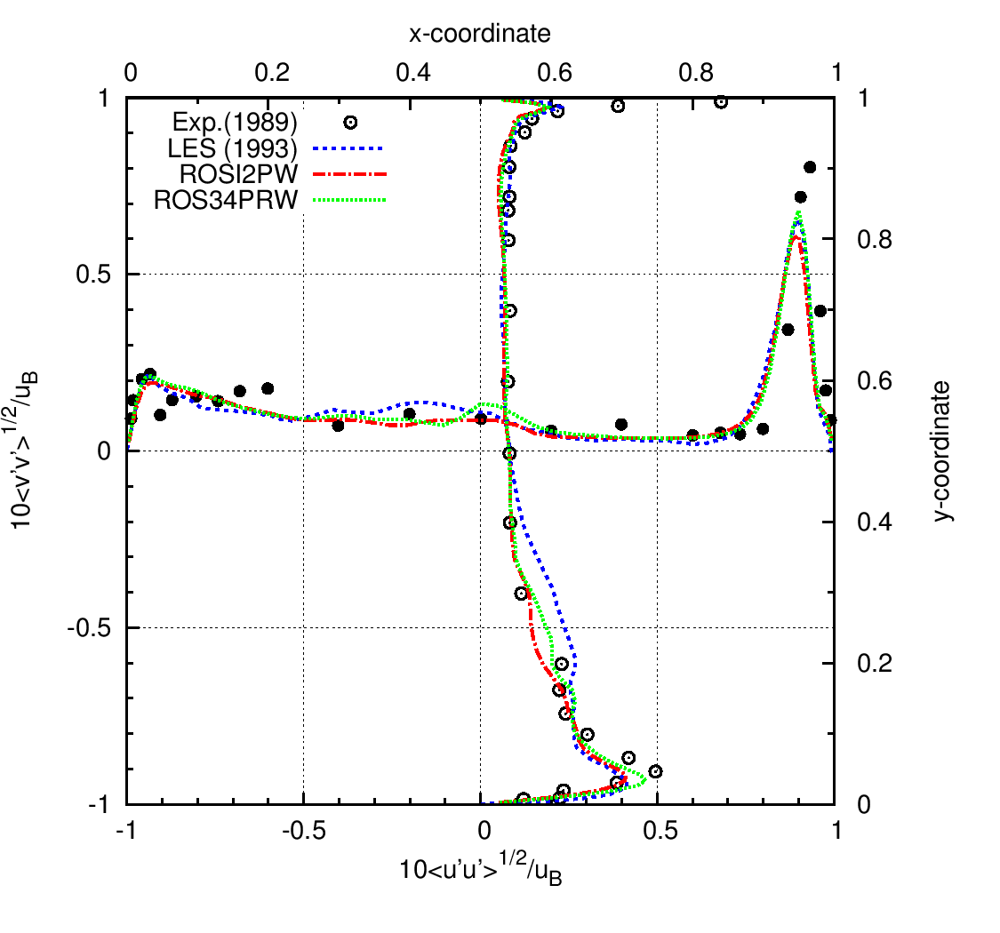 x-coordinate
0 0.2 0.4 0.6 0.8 1
Exp.(1989)
LES (1993)
ROSI2PW
ROS34PRW
1
0.5
0
-0.5
-1
10<v'v'>1/2/uB
1
0.8
0.6
0.4
0.2
0
y-coordinate
-1 -0.5 0 0.5 1
10<u'u'>1/2/uB